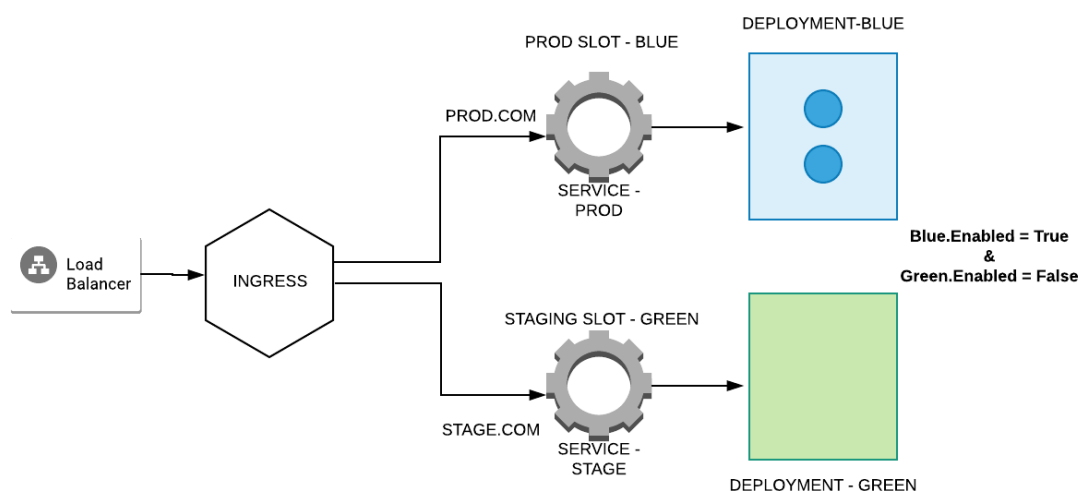 DEPLOYMENT-BLUE
PROD SLOT - BLUE
PROD.COM
SERVICE -
PROD
Blue.Enabled = True
&
Green.Enabled = False
Load
Balancer
INGRESS
STAGING SLOT - GREEN
STAGE.COM
SERVICE -
STAGE
DEPLOYMENT - GREEN